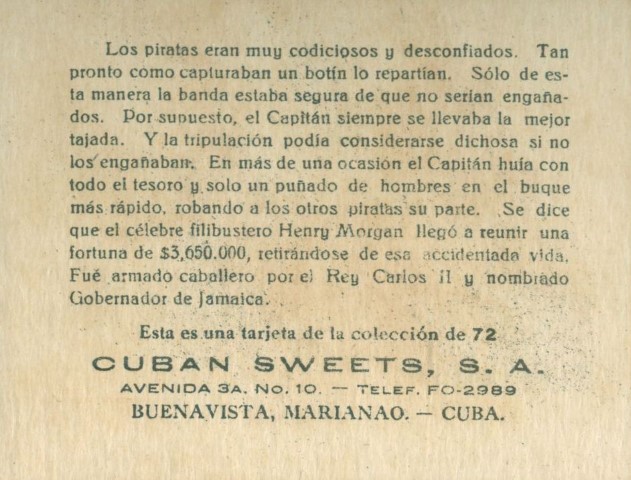 Los piratas eran muy codiciosos y desconfiados. Tan
pronto como capturaban un botín lo repartían. Sólo de es-
ta manera la banda estaba segura de que no serían engaña-
dos. Por supuesto, el Capitán siempre se llevaba la mejor
tajada. Y la tripulación podía considerarse dichosa si no
los engañaban. En más de una ocasión el Capitán huía con
todo el tesoro y solo un puñado de hombres en el buque
más rápido, robando a los otros piratas su parte. Se dice
que el célebre filibustero Henry Morgan llegó a reunir una
fortuna de $3,650.000, retirándose de esa accidentada vida.
Fué armado caballero por el Rey Carlos II y nombrado
Gobernador de Jamaica.
Esta es una tarjeta de la colección de 72
CUBAN SWEETS, S. A.
AVENIDA 3A. NO. 10. — TELEF. FO-2989
BUENAVISTA, MARIANAO. — CUBA.